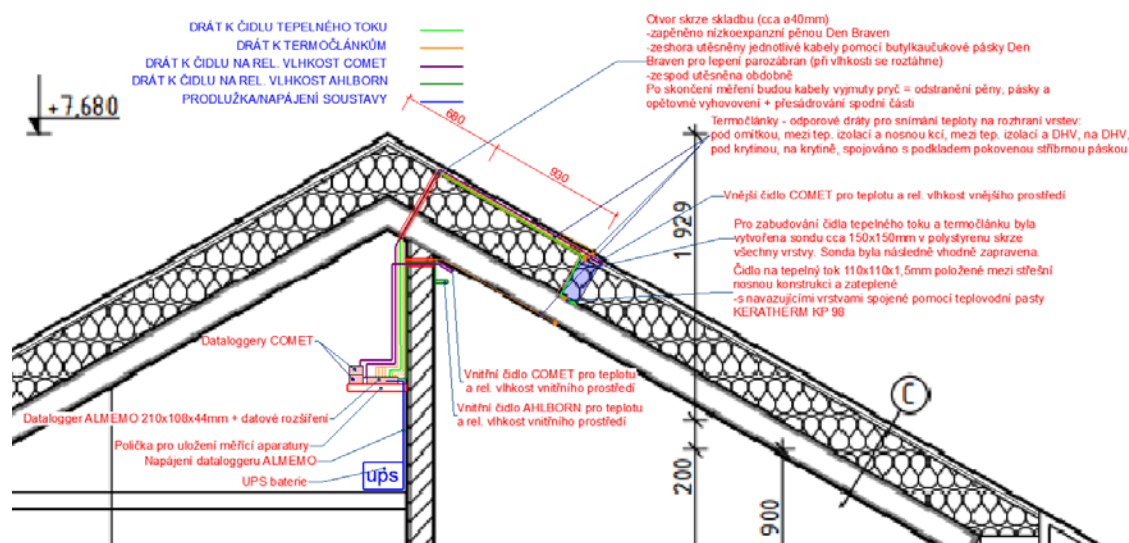 DRÁT K ČIDLU TEPELNÉHO TOKU
DRÁT K TERMOČLÁNKŮM
DRÁT K ČIDLU NA REL. VLHKOST COMET
DRÁT K ČIDLU NA REL. VLHKOST AHLBORN
PRODLUŽKA/NAPÁJENÍ SOUSTAVY
+7,680
Otvor skrze skladbu (cca ø40mm)
-zapěněno nízkoexpanzní pěnou Den Braven
-zeshora utěsněny jednotlivé kabely pomocí butylkaučukové pásky Den
Braven pro lepení parozábran (při vlhkosti se roztáhne)
-zespod utěsněna obdobně
Po skončení měření budou kabely vyjmuty pryč = odstranění pěny, pásky a
opětové vyhovovení + přesádrování spodní části
Termočlánky - odporové dráty pro snímání teploty na rozhraní vrstev:
pod omítkou, mezi tep. izolací a nosnou kcí, mezi tep. izolací a DHV, na DHV,
pod krytinou, na krytině, spojováno s podkladem pokovenou stříbrnou páskou
680
930
Vnější čidlo COMET pro teplotu a rel. vlhkost vnějšího prostředí
1 929
Pro zabudování čidla tepelného toku a termočlánku byla
vytvořena sondu cca 150x150mm v polystyrenu skrze
všechny vrstvy. Sonda byla následně vhodně zapravena.
Čidlo na tepelný tok 110x110x1,5mm položené mezi střešní
nosnou konstrukci a zateplené
-s navazujícími vrstvami spojené pomocí teplovodní pasty
KERATHERM KP 98
Dataloggery COMET
Vnitřní čidlo COMET pro teplotu
a rel. vlhkost vnitřního prostředí
Vnitřní čidlo AHLBORN pro teplotu
a rel. vlhkost vnitřního prostředí
Datalogger ALMEMO 210x108x44mm + datové rozšíření
Polička pro uložení měřící aparatury
Napájení dataloggeru ALMEMO
UPS baterie
ups
C
200
900